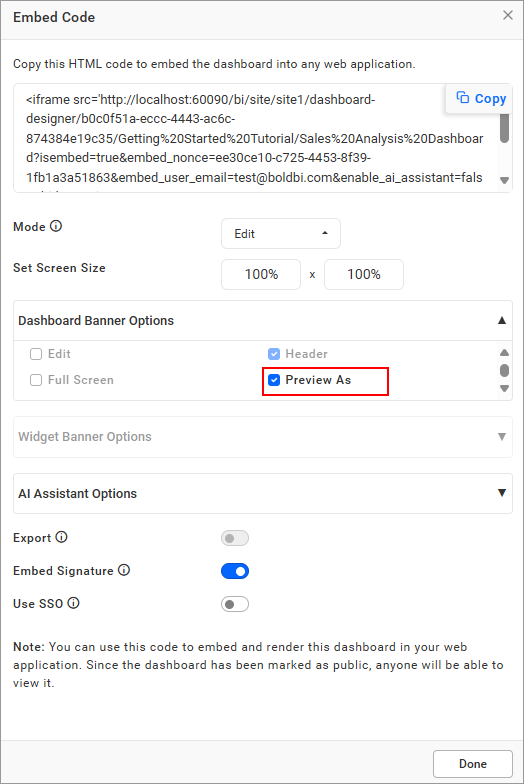 Embed Code
Copy this HTML code to embed the dashboard into any web application.
<iframe src='http://localhost:60090/bi/site/site1/dashboard-
designer/b0c0f51a-eccc-4443-ac6c-
874384e19c35/Getting%20Started%20Tutorial/Sales%20Analysis%20Dashboar
d?isembed=true&embed_nonce=ee30ce10-c725-4453-8f39-
1fb1a3a51863&embed_user_email=test@boldbi.com&enable_ai_assistant=fals
Copy
Mode
Edit
Set Screen Size
100% x 100%
Dashboard Banner Options
Edit
Header
Full Screen
Preview As
Widget Banner Options
AI Assistant Options
Export
Embed Signature
Use SSO
Note: You can use this code to embed and render this dashboard in your web
application. Since the dashboard has been marked as public, anyone will be able to
view it.
Done